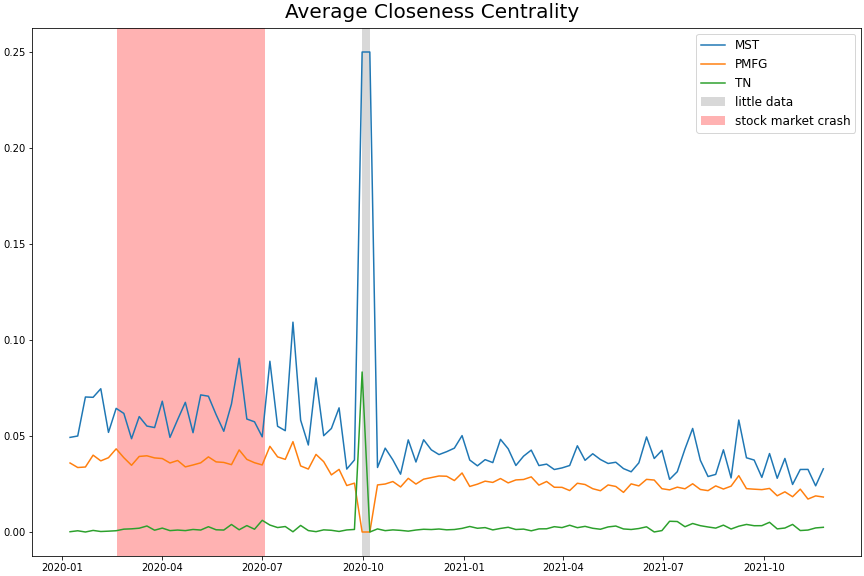 Average Closeness Centrality
0.25
0.20
0.15
0.10
0.05
0.00
MST
PMFG
TN
little data
stock market crash
2020-01 2020-04 2020-07 2020-10 2021-01 2021-04 2021-07 2021-10